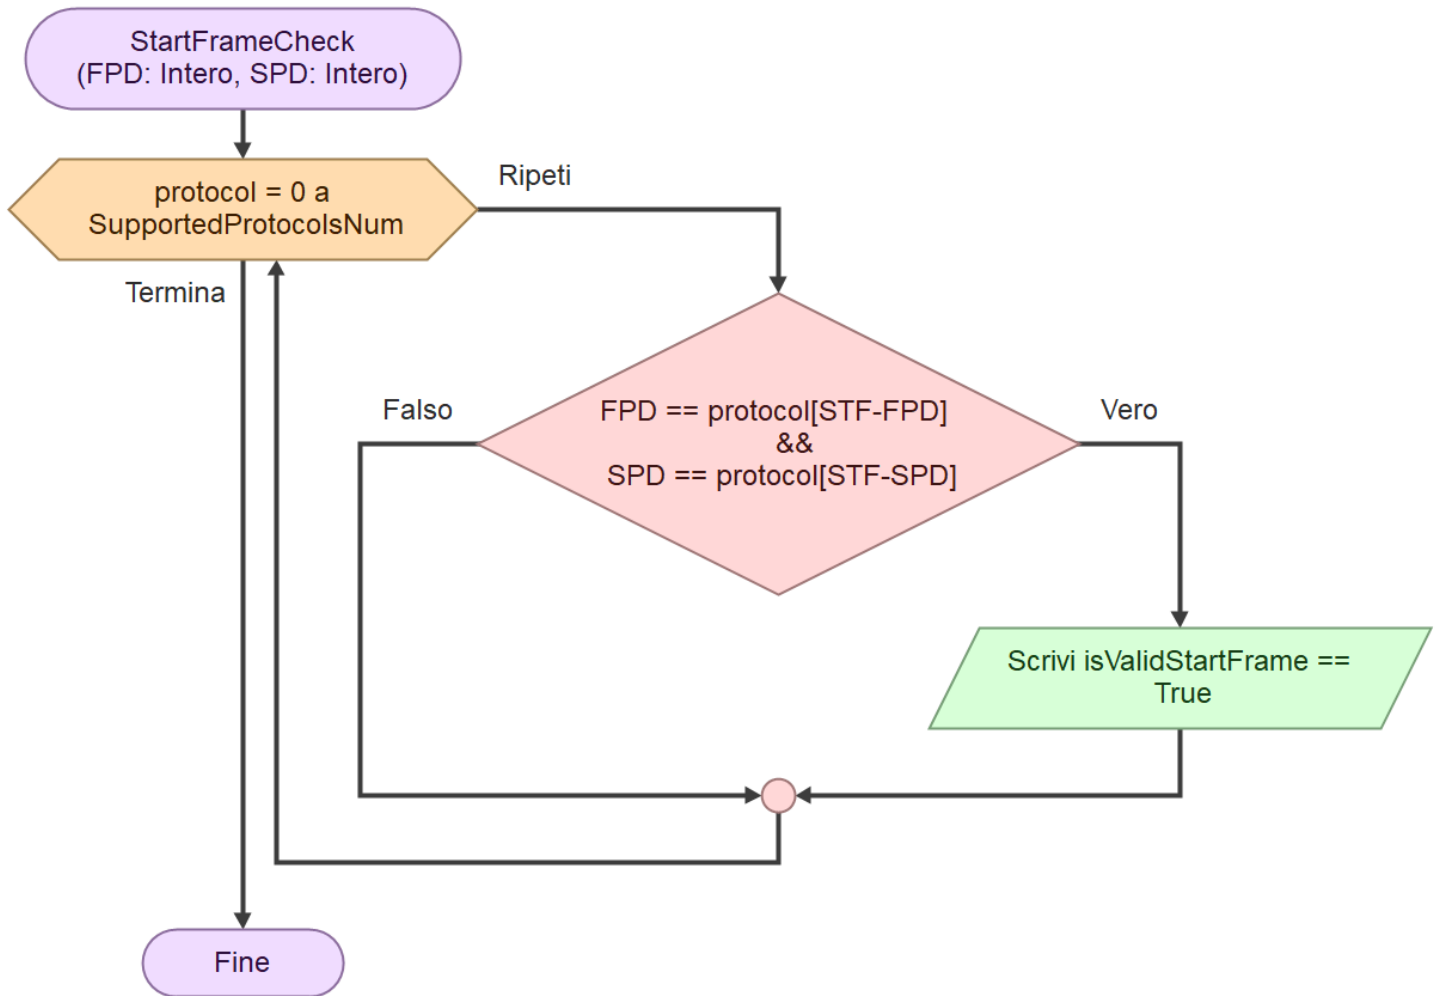 StartFrameCheck
(FPD: Intero, SPD: Intero)
protocol = 0 a
SupportedProtocolsNum
Ripeti
Termina
Falso
FPD == protocol[STF-FPD]
&&
SPD == protocol[STF-SPD]
Vero
Scrivi isValidStartFrame ==
True
Fine